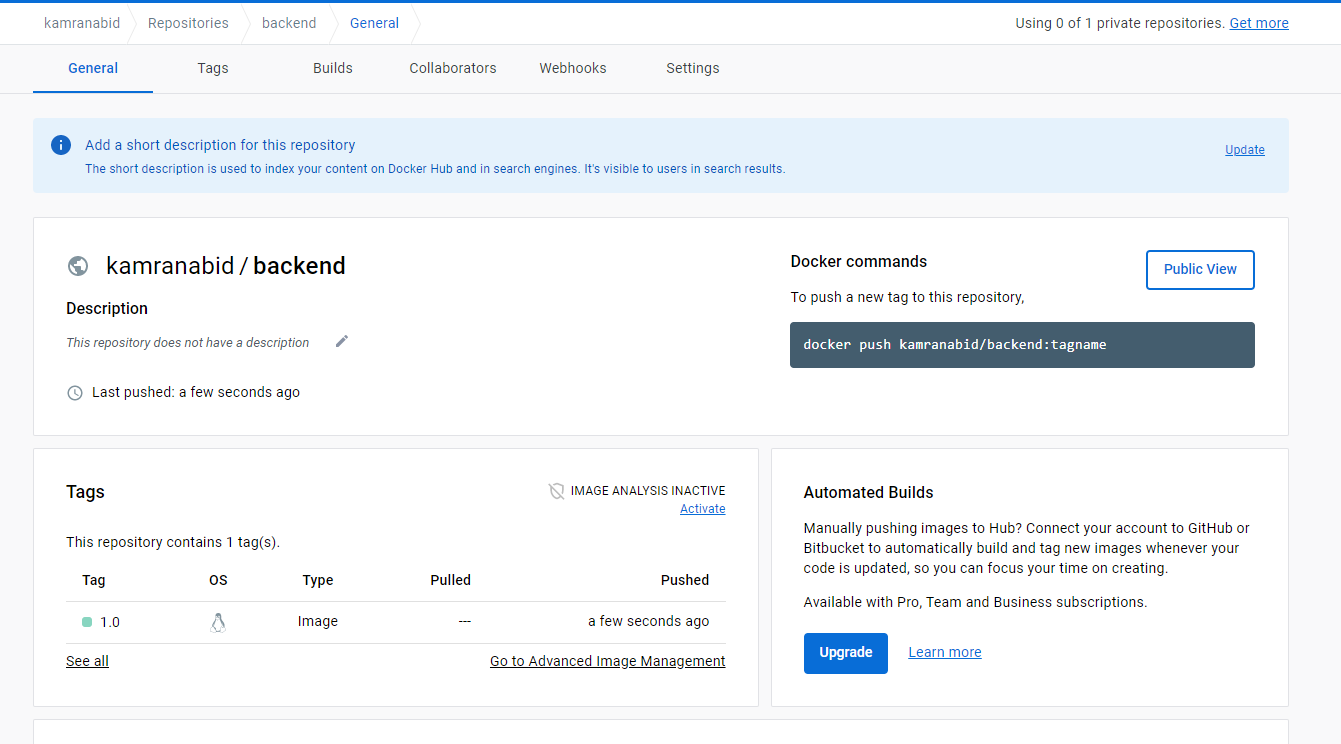 kamranabid Repositories backend General Using 0 of 1 private repositories. Get more
General Tags Builds Collaborators Webhooks Settings
Add a short description for this repository
Update
The short description is used to index your content on Docker Hub and in search engines. It's visible to users in search results.
kamranabid / backend
Description
This repository does not have a description
Last pushed: a few seconds ago
Docker commands
Public View
To push a new tag to this repository,
docker push kamranabid/backend:tagname
Tags
IMAGE ANALYSIS INACTIVE
Activate
This repository contains 1 tag(s).
Tag OS Type Pulled Pushed
1.0 Image --- a few seconds ago
See all Go to Advanced Image Management
Automated Builds
Manually pushing images to Hub? Connect your account to GitHub or
Bitbucket to automatically build and tag new images whenever your
code is updated, so you can focus your time on creating.
Available with Pro, Team and Business subscriptions.
Upgrade Learn more